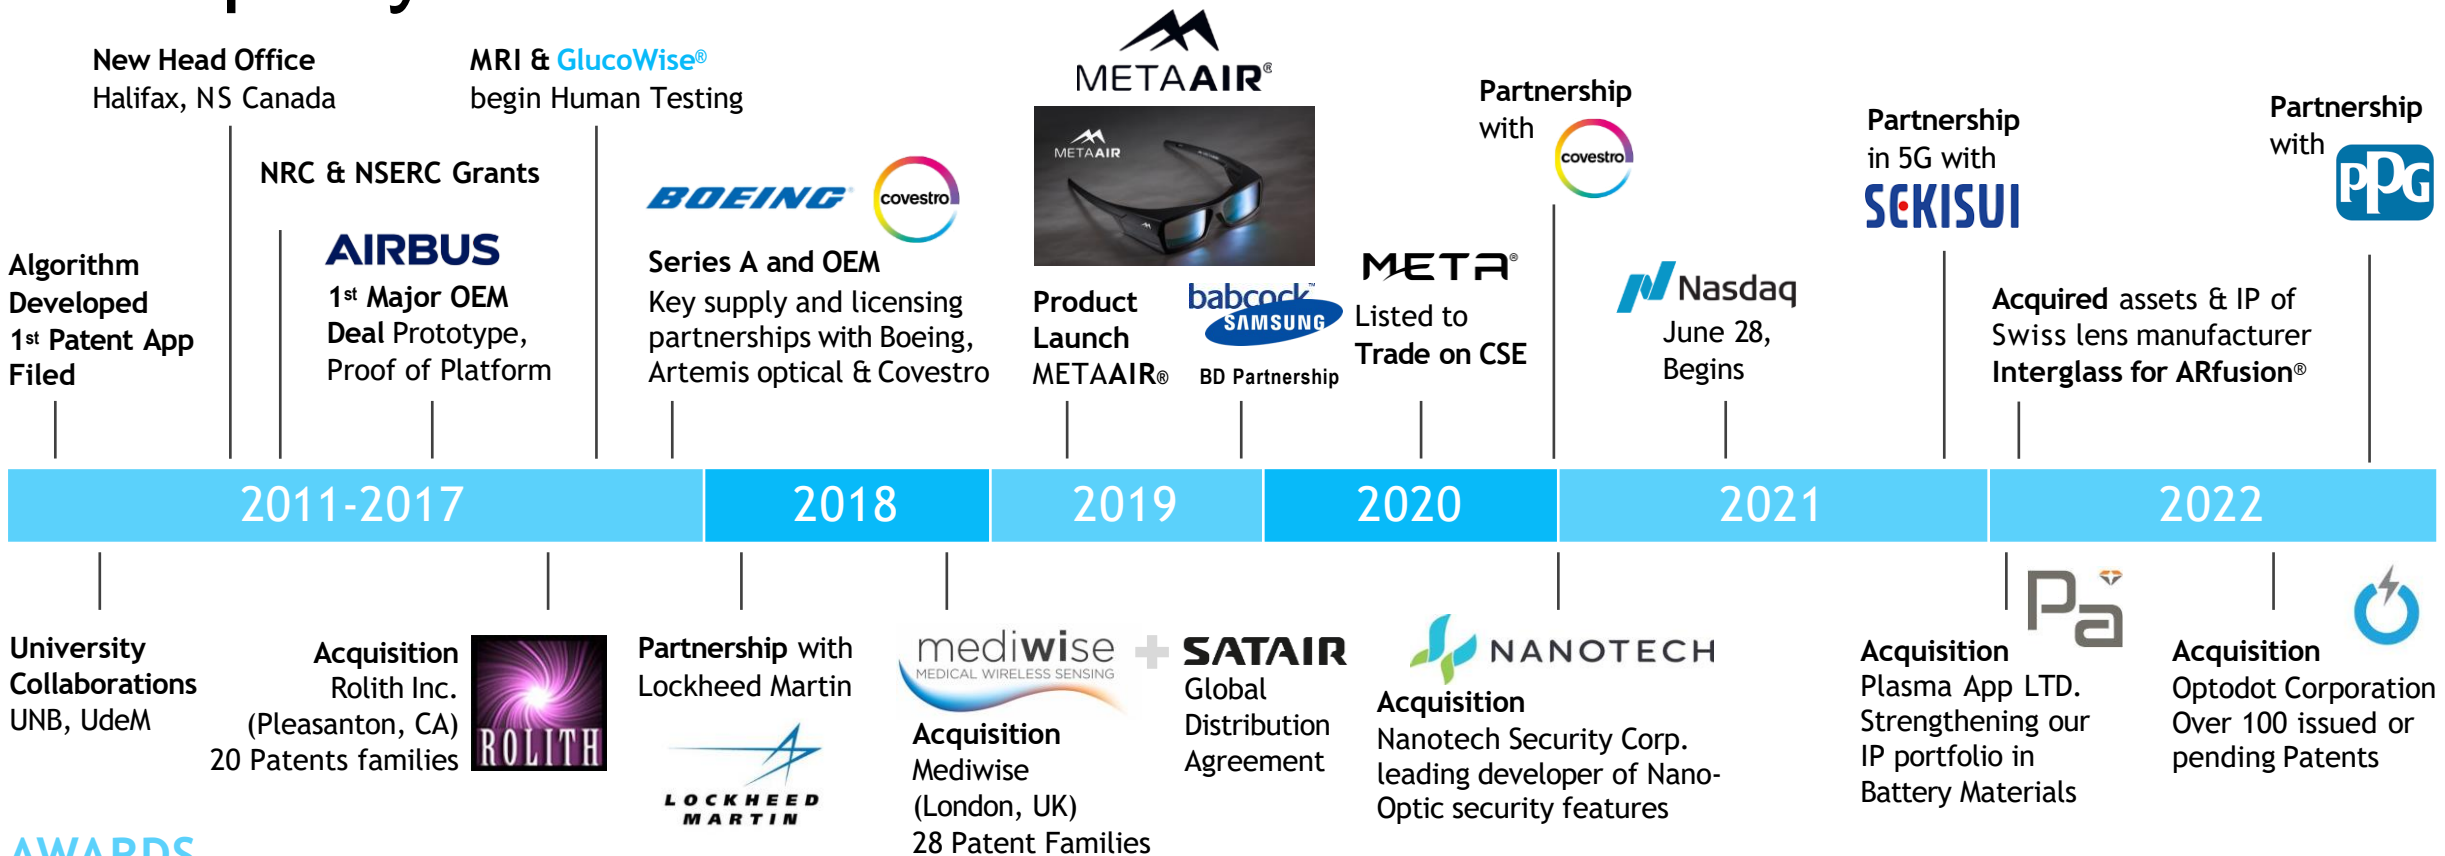 New Head Office
Halifax, NS Canada
MRI & GlucoWise®
begin Human Testing
METAAIR®
METAAIR
Partnership
with
covestro
Partnership
in 5G with
SEKISUI
Partnership
with
PPG
NRC & NSERC Grants
Algorithm
Developed
1st Patent App
Filed
AIRBUS
1st Major OEM
Deal Prototype,
Proof of Platform
BOEING
covestro
Series A and OEM
Key supply and licensing
partnerships with Boeing,
Artemis optical & Covestro
Product
Launch
METAAIR®
babcock™
SAMSUNG
BD Partnership
META®
Listed to
Trade on CSE
Nasdaq
June 28,
Begins
Acquired assets & IP of
Swiss lens manufacturer
Interglass for ARfusion®
2011-2017
2018
2019
2020
2021
2022
University
Collaborations
UNB, UdeM
Acquisition
Rolith Inc.
(Pleasanton, CA)
20 Patents families
ROLITH
Partnership with
Lockheed Martin
LOCKHEED
MARTIN
mediwise
MEDICAL WIRELESS SENSING
Acquisition
Mediwise
(London, UK)
28 Patent Families
SATAIR
Global
Distribution
Agreement
NANOTECH
Acquisition
Nanotech Security Corp.
leading developer of Nano-
Optic security features
Pa
Acquisition
Plasma App LTD.
Strengthening our
IP portfolio in
Battery Materials
Acquisition
Optodot Corporation
Over 100 issued or
pending Patents
AWARDS